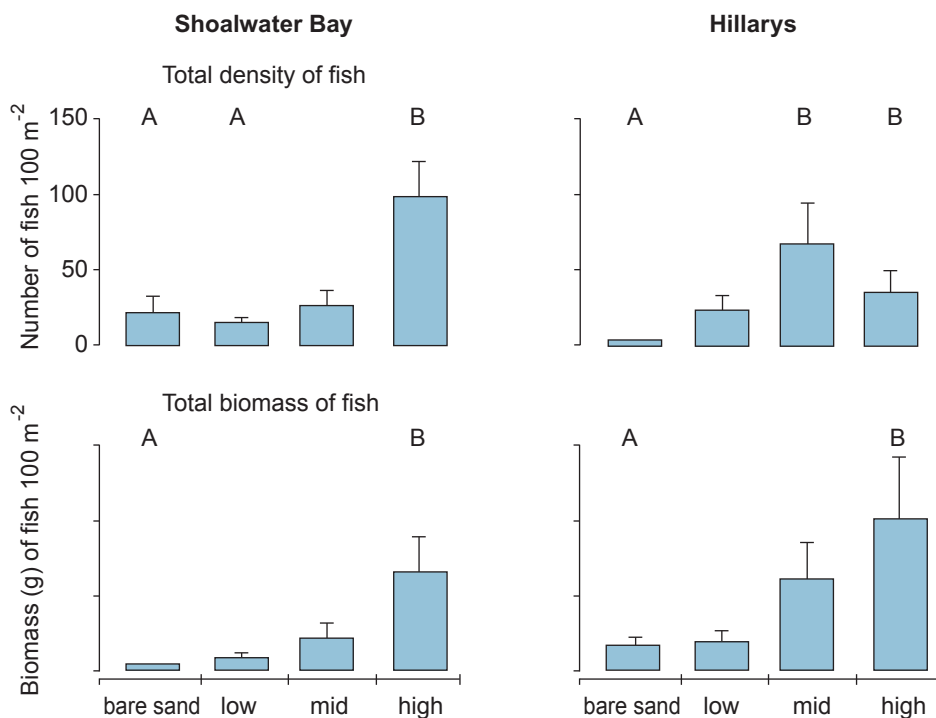 Shoalwater Bay Hillarys
Total density of fish
Number of fish 100 m⁻²
150
100
50
0
A A B
A B B
Total biomass of fish
Biomass (g) of fish 100 m⁻²
A B
A B
bare sand low mid high
bare sand low mid high